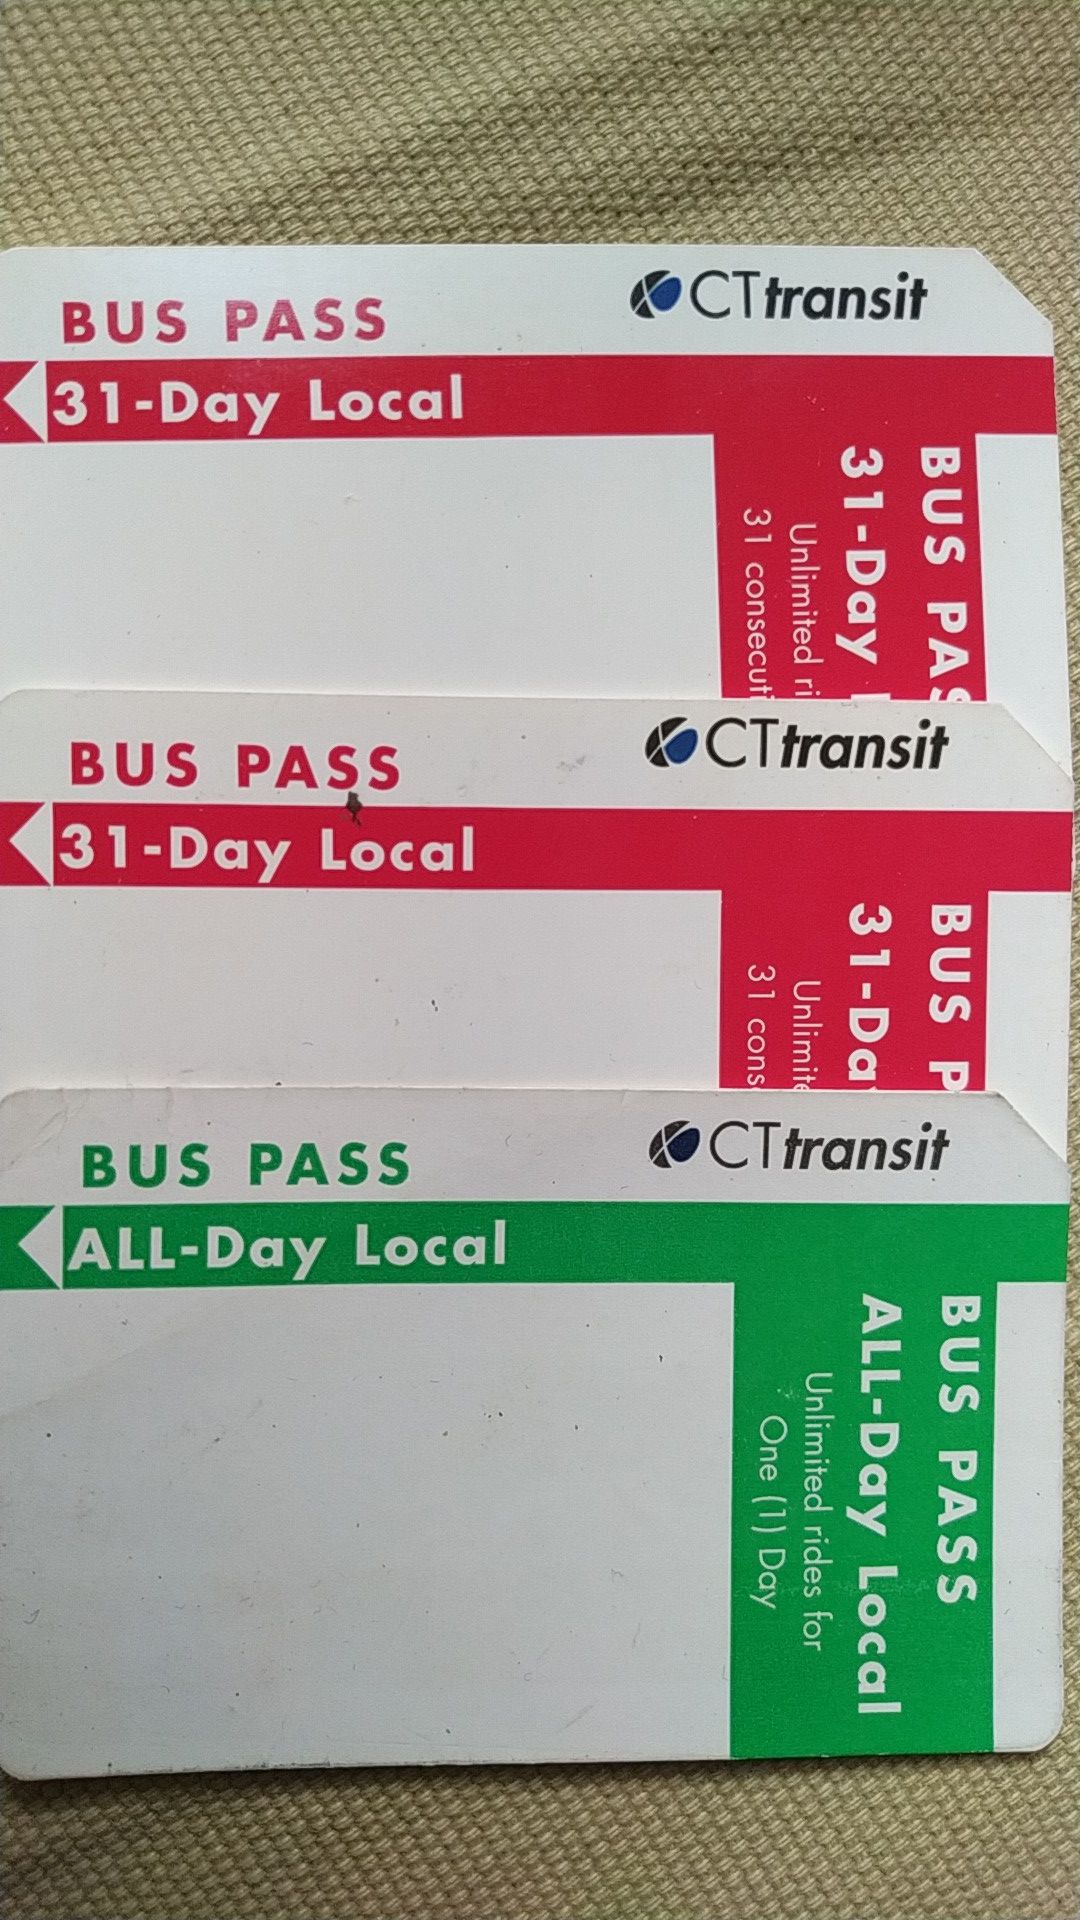 BUS PASS
CTtransit
31-Day Local
BUS PAS
31-Day
Unlimited ri
31 consecuti
BUS PASS
CTtransit
31-Day Local
BUS P
31-Da
Unlimite
31 cons
BUS PASS
CTtransit
ALL-Day Local
BUS PASS
ALL-Day Local
Unlimited rides for
One (1) Day